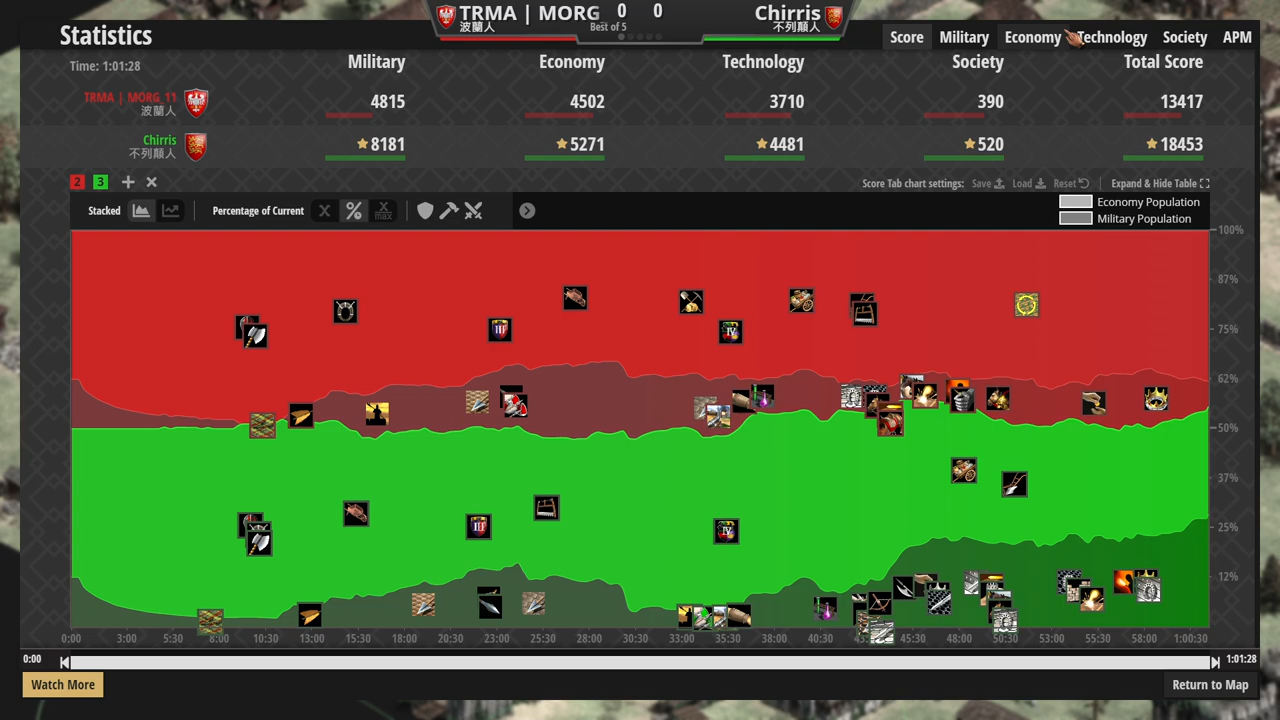 TRMA | MORG 0 0 Chirris
波蘭人 Best of 5 不列顛人
Statistics
Score Military Economy Technology Society APM
Time: 1:01:28 Military Economy Technology Society Total Score
TRMA | MORG_11 4815 4502 3710 390 13417
波蘭人
Chirris 8181 5271 4481 520 18453
不列顛人
2 3 Score Tab chart settings: Save Load Reset Expand & Hide Table
Stacked Percentage of Current X % X max
Economy Population
Military Population
100%
87%
75%
62%
50%
37%
25%
12%
0:00 3:00 5:30 8:00 10:30 13:00 15:30 18:00 20:30 23:00 25:30 28:00 30:30 33:00 35:30 38:00 40:30 45:30 48:00 50:30 53:00 55:30 58:00 1:00:30
0:00 1:01:28
Watch More Return to Map